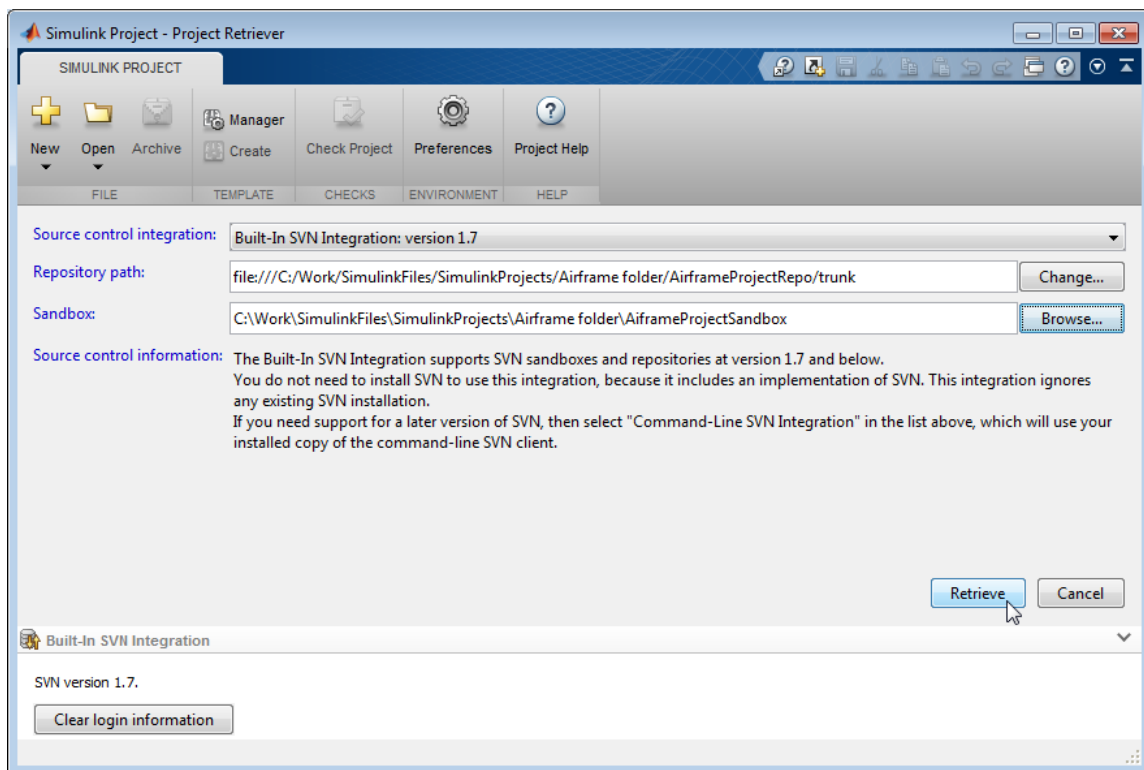 Simulink Project - Project Retriever
SIMULINK PROJECT
New
Open
Archive
Manager
Create
Check Project
Preferences
Project Help
FILE
TEMPLATE
CHECKS
ENVIRONMENT
HELP
Source control integration: Built-In SVN Integration: version 1.7
Repository path: file:///C:/Work/SimulinkFiles/SimulinkProjects/Airframe folder/AirframeProjectRepo/trunk Change...
Sandbox: C:\Work\SimulinkFiles\SimulinkProjects\Airframe folder\AiframeProjectSandbox Browse...
Source control information: The Built-In SVN Integration supports SVN sandboxes and repositories at version 1.7 and below.
You do not need to install SVN to use this integration, because it includes an implementation of SVN. This integration ignores
any existing SVN installation.
If you need support for a later version of SVN, then select "Command-Line SVN Integration" in the list above, which will use your
installed copy of the command-line SVN client.
Retrieve Cancel
Built-In SVN Integration
SVN version 1.7.
Clear login information